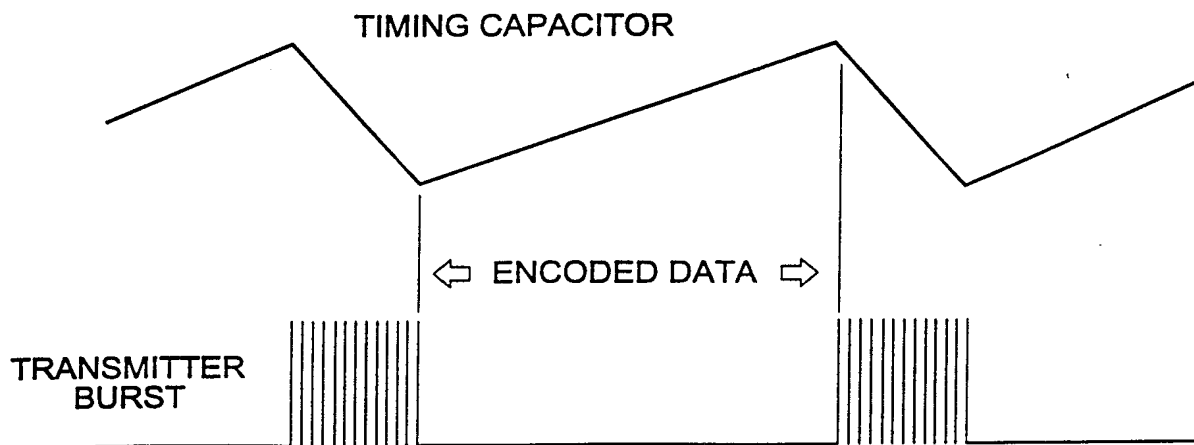 TIMING CAPACITOR
ENCODED DATA
TRANSMITTER
BURST